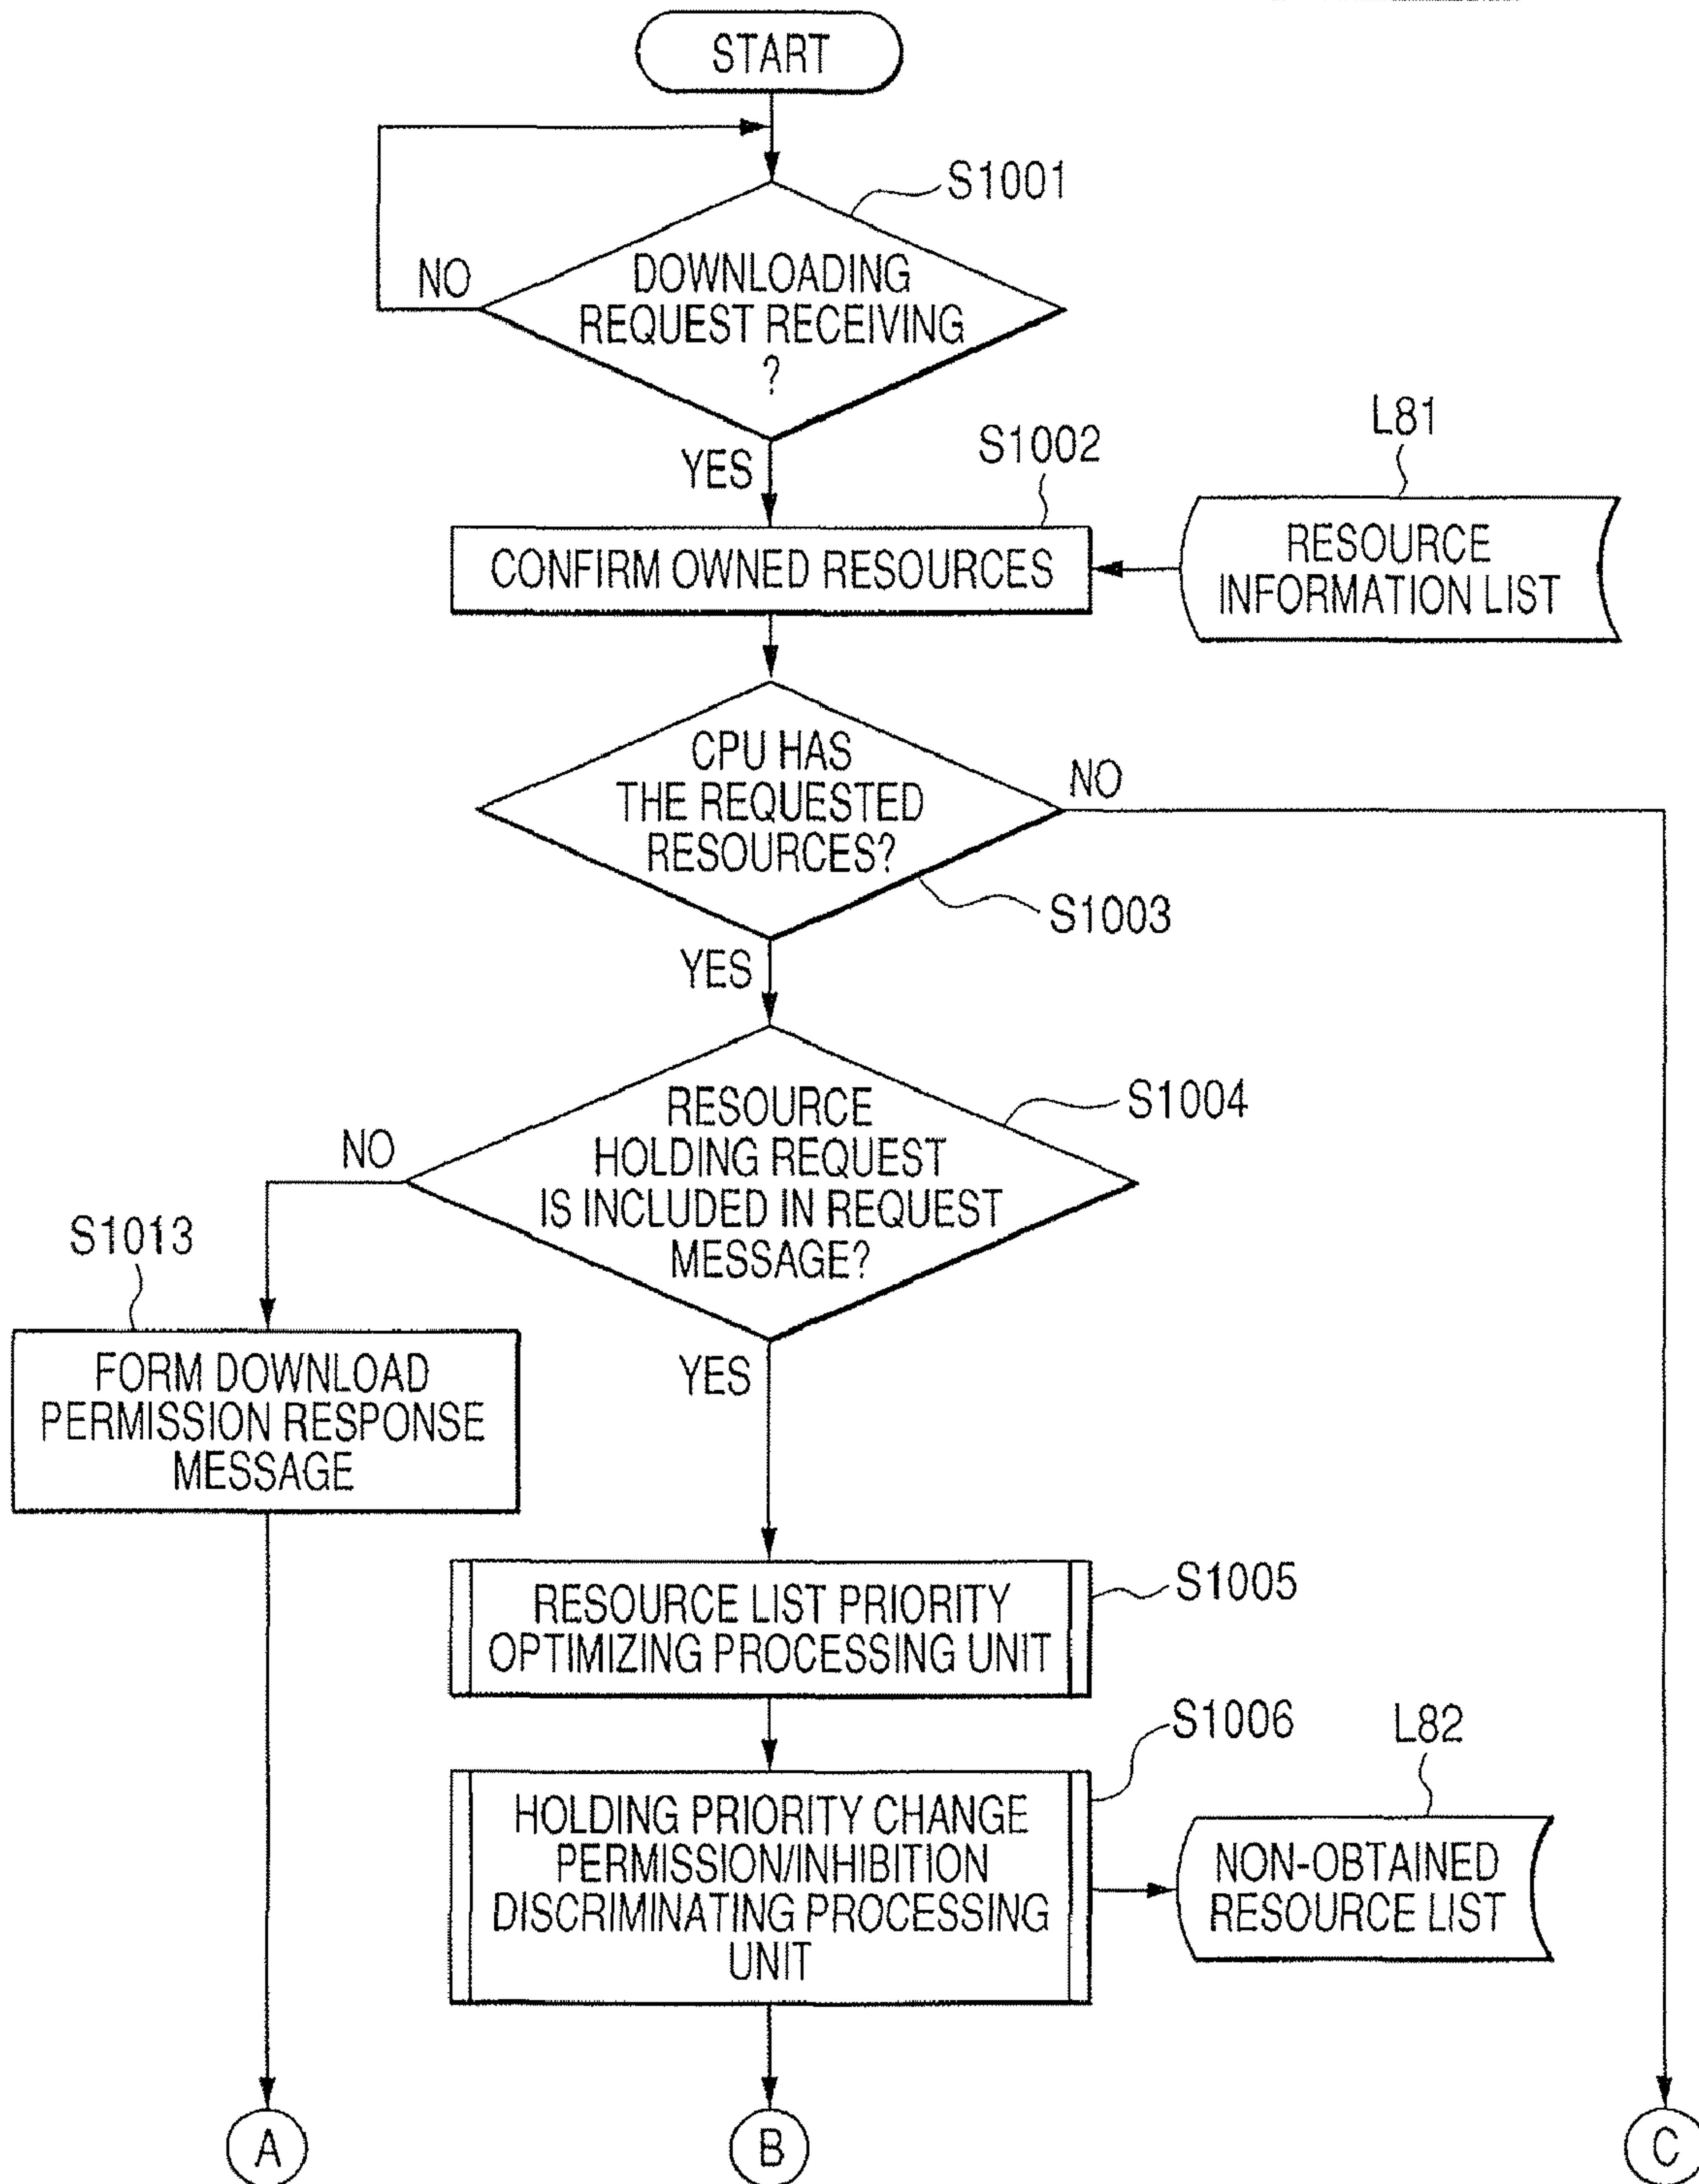 START
S1001
DOWNLOADING
REQUEST RECEIVING
?
NO
YES
S1002
L81
CONFIRM OWNED RESOURCES
RESOURCE
INFORMATION LIST
CPU HAS
THE REQUESTED
RESOURCES?
NO
S1003
YES
RESOURCE
HOLDING REQUEST
IS INCLUDED IN REQUEST
MESSAGE?
S1004
NO
S1013
YES
FORM DOWNLOAD
PERMISSION RESPONSE
MESSAGE
RESOURCE LIST PRIORITY
OPTIMIZING PROCESSING UNIT
S1005
S1006
L82
HOLDING PRIORITY CHANGE
PERMISSION/INHIBITION
DISCRIMINATING PROCESSING
UNIT
NON-OBTAINED
RESOURCE LIST
A
B
C